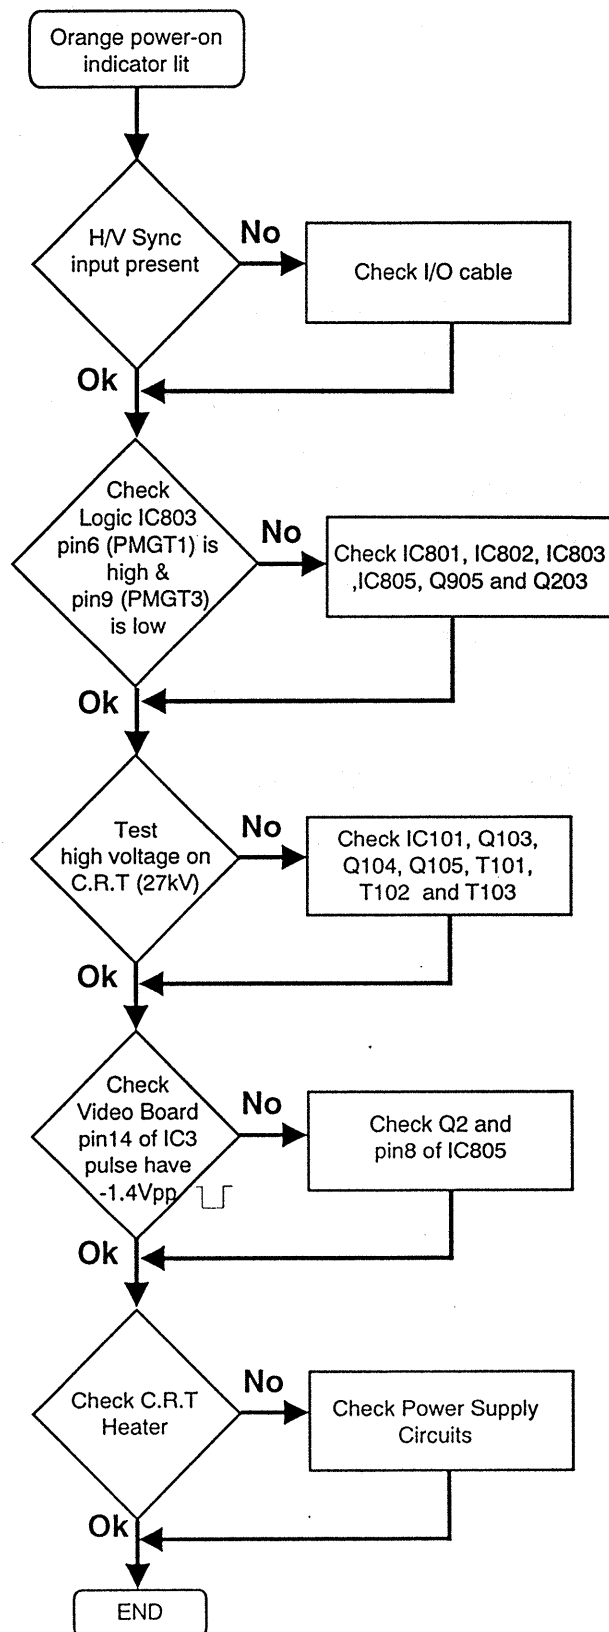 Orange power-on
indicator lit
H/V Sync
input present
No
Check I/O cable
Ok
Check
Logic IC803
pin6 (PMGT1) is
high &
pin9 (PMGT3)
is low
No
Check IC801, IC802, IC803
,IC805, Q905 and Q203
Ok
Test
high voltage on
C.R.T (27kV)
No
Check IC101, Q103,
Q104, Q105, T101,
T102 and T103
Ok
Check
Video Board
pin14 of IC3
pulse have
-1.4Vpp
No
Check Q2 and
pin8 of IC805
Ok
Check C.R.T
Heater
No
Check Power Supply
Circuits
Ok
END